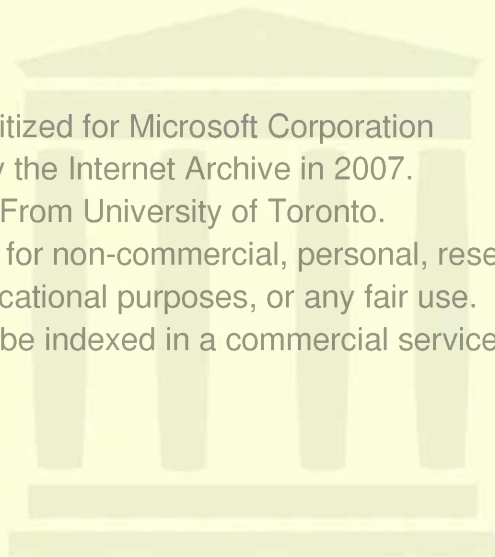 itized for Microsoft Corporation
the Internet Archive in 2007.
From University of Toronto.
for non-commercial, personal, rese
cational purposes, or any fair use.
be indexed in a commercial service